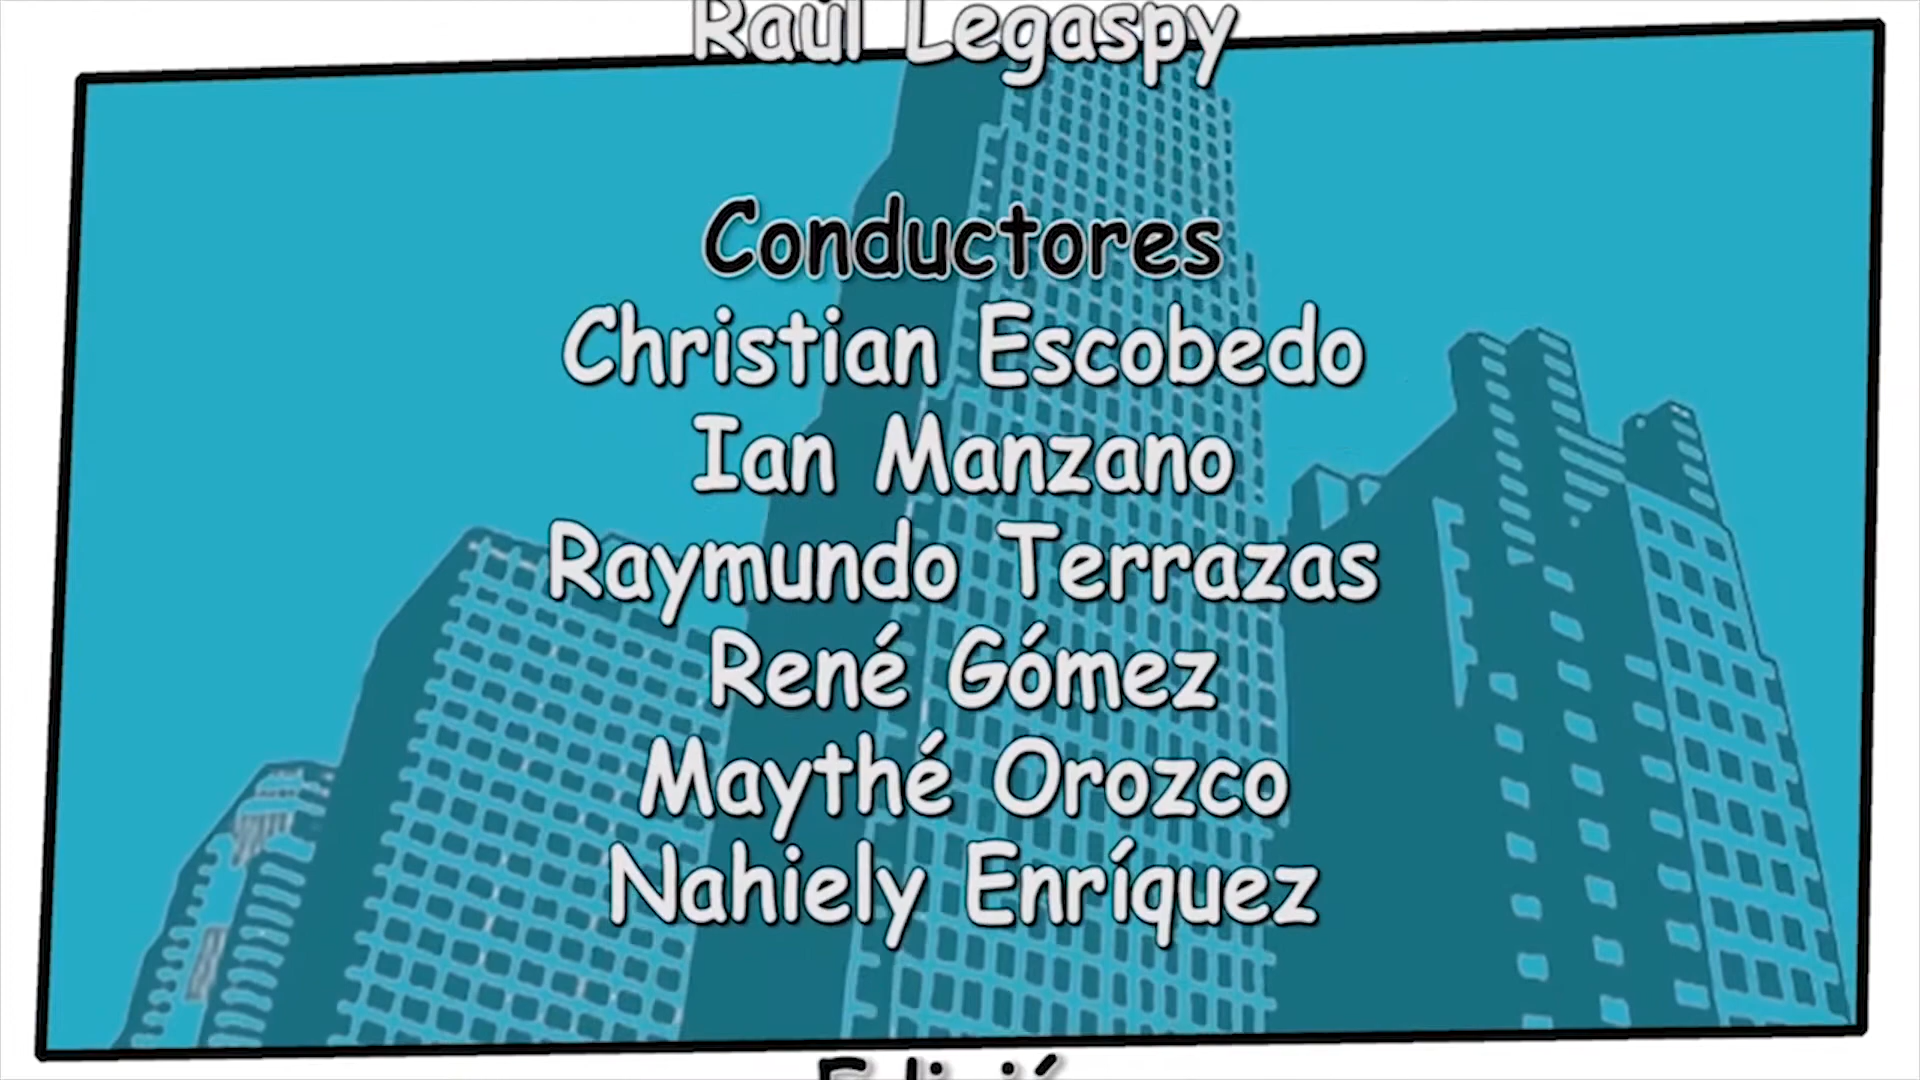 Raúl Legaspy
Conductores
Christian Escobedo
Ian Manzano
Raymundo Terrazas
René Gómez
Maythé Orozco
Nahiely Enríquez